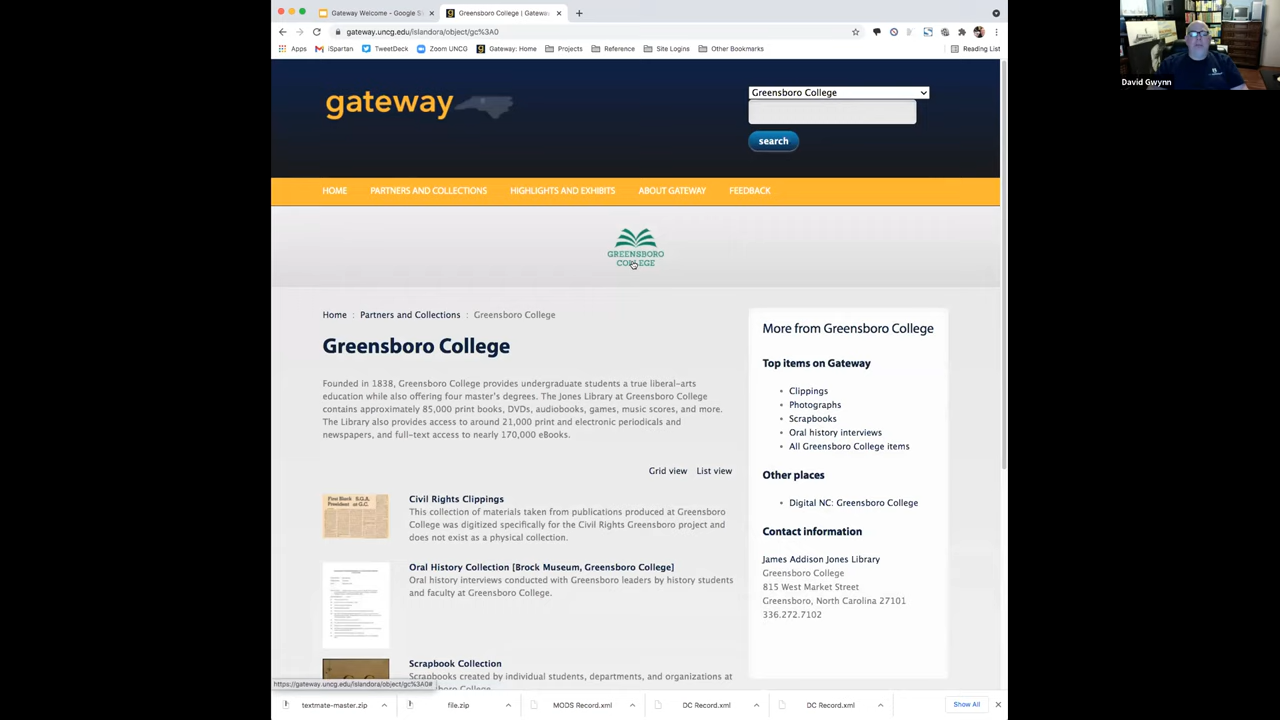 Gateway Welcome - Google Sl
Greensboro College | Gateway
gateway.uncg.edu/islandora/object/gc%3A0
Apps
iSpartan
TweetDeck
Zoom UNCG
Gateway: Home
Projects
Reference
Site Logins
Other Bookmarks
Reading List
David Gwynn
gateway
Greensboro College
search
HOME
PARTNERS AND COLLECTIONS
HIGHLIGHTS AND EXHIBITS
ABOUT GATEWAY
FEEDBACK
GREENSBORO
COLLEGE
Home : Partners and Collections : Greensboro College
Greensboro College
Founded in 1838, Greensboro College provides undergraduate students a true liberal-arts
education while also offering four master's degrees. The Jones Library at Greensboro College
contains approximately 85,000 print books, DVDs, audiobooks, games, music scores, and more.
The Library also provides access to around 21,000 print and electronic periodicals and
newspapers, and full-text access to nearly 170,000 eBooks.
Grid view
List view
Civil Rights Clippings
This collection of materials taken from publications produced at Greensboro
College was digitized specifically for the Civil Rights Greensboro project and
does not exist as a physical collection.
Oral History Collection [Brock Museum, Greensboro College]
Oral history interviews conducted with Greensboro leaders by history students
and faculty at Greensboro College.
Scrapbook Collection
Scrapbooks created by individual students, departments, and organizations at
College
More from Greensboro College
Top items on Gateway
Clippings
Photographs
Scrapbooks
Oral history interviews
All Greensboro College items
Other places
Digital NC: Greensboro College
Contact information
James Addison Jones Library
Greensboro College
815 West Market Street
Greensboro, North Carolina 27101
336.272.7102
https://gateway.uncg.edu/islandora/object/gc%3A0#
textmate-master.zip
file.zip
MODS Record.xml
DC Record.xml
DC Record.xml
Show All